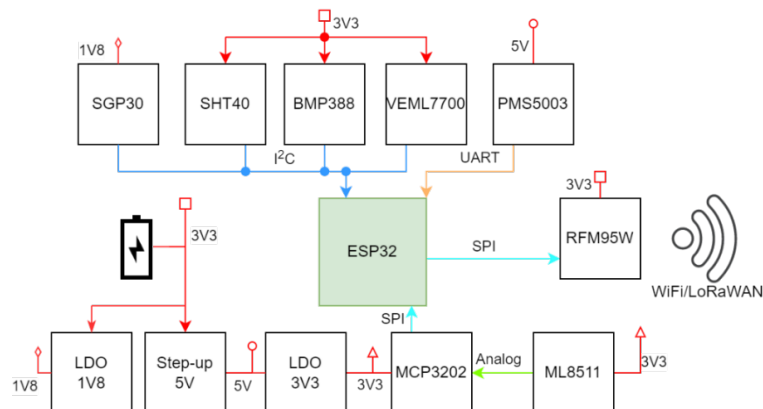 3V3
1V8
5V
SGP30
SHT40
BMP388
VEML7700
PMS5003
I²C
UART
3V3
3V3
ESP32
SPI
RFM95W
WiFi/LoRaWAN
SPI
LDO
1V8
Step-up
5V
LDO
3V3
MCP3202
Analog
ML8511
3V3
1V8
5V
3V3